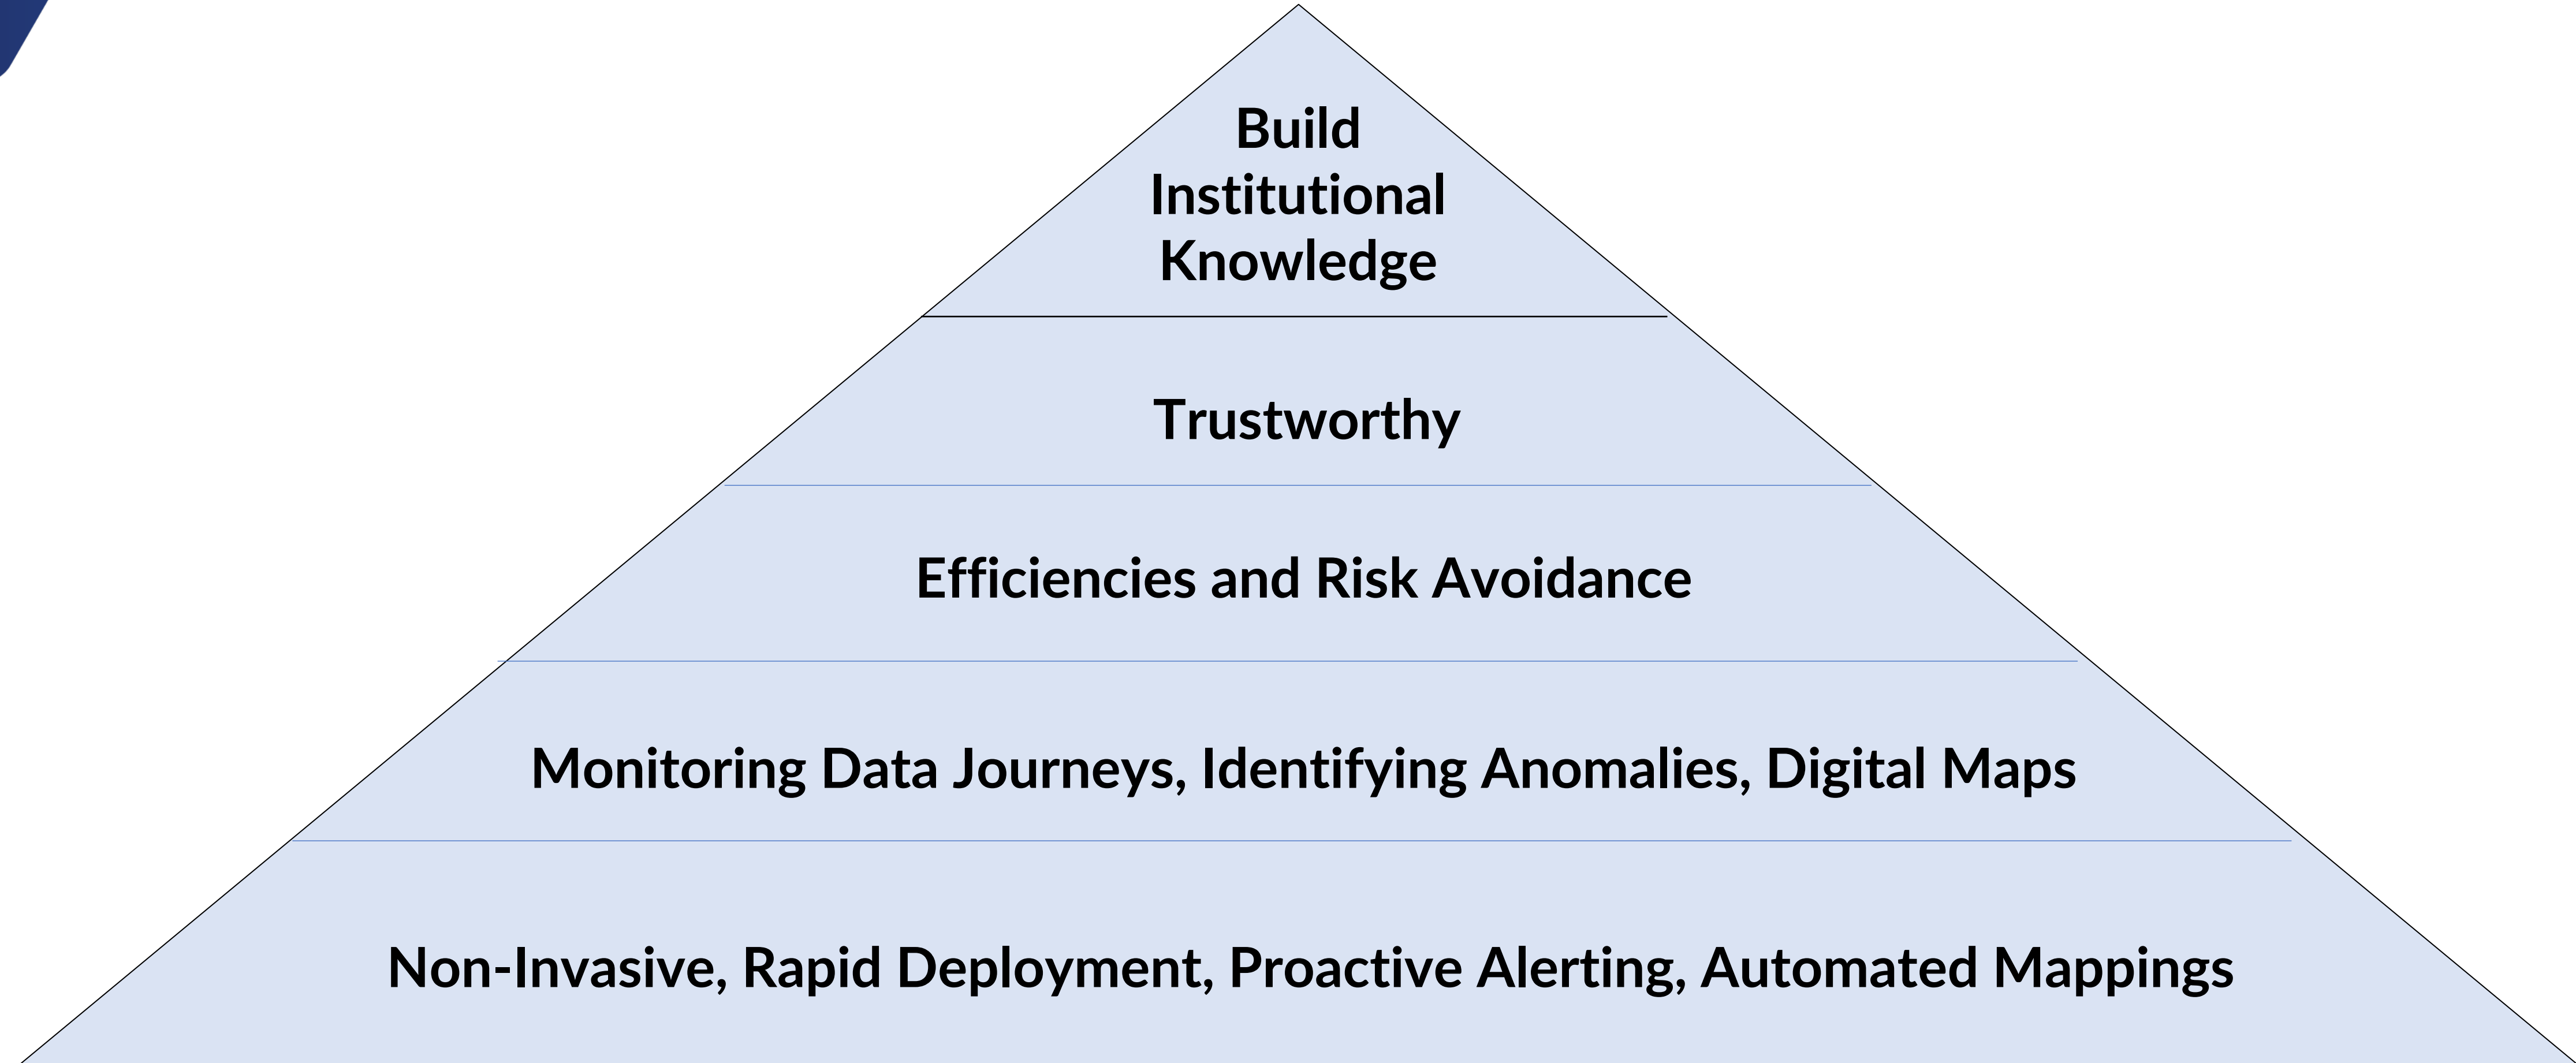 Build
Institutional
Knowledge
Trustworthy
Efficiencies and Risk Avoidance
Monitoring Data Journeys, Identifying Anomalies, Digital Maps
Non-Invasive, Rapid Deployment, Proactive Alerting, Automated Mappings